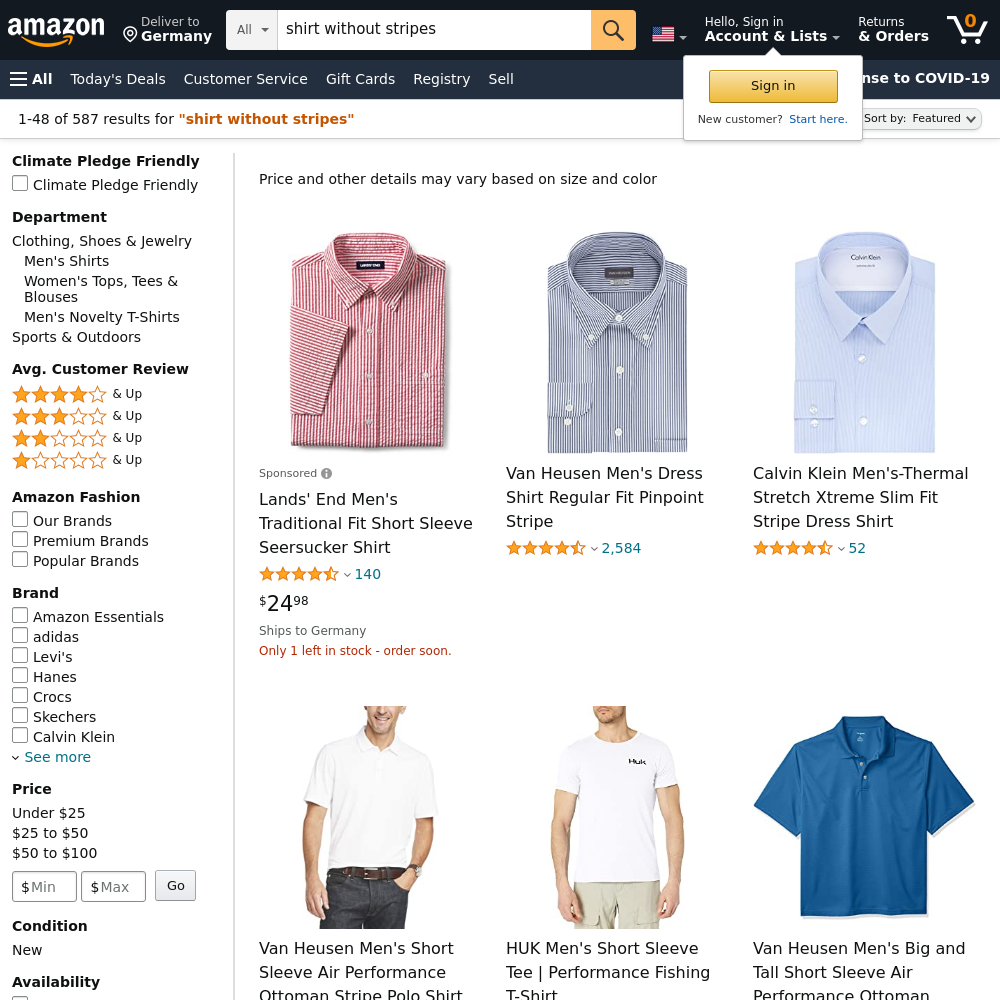 amazon
Deliver to
Germany
All
shirt without stripes
Hello, Sign in
Account & Lists
Returns
& Orders
0
All
Today's Deals
Customer Service
Gift Cards
Registry
Sell
nse to COVID-19
Sign in
New customer? Start here.
1-48 of 587 results for "shirt without stripes"
Sort by: Featured
Climate Pledge Friendly
Climate Pledge Friendly
Department
Clothing, Shoes & Jewelry
Men's Shirts
Women's Tops, Tees &
Blouses
Men's Novelty T-Shirts
Sports & Outdoors
Avg. Customer Review
& Up
& Up
& Up
& Up
Amazon Fashion
Our Brands
Premium Brands
Popular Brands
Brand
Amazon Essentials
adidas
Levi's
Hanes
Crocs
Skechers
Calvin Klein
See more
Price
Under $25
$25 to $50
$50 to $100
$ Min
$ Max
Go
Condition
New
Availability
Price and other details may vary based on size and color
LANDS' END
VAN HEUSEN
Calvin Klein
Sponsored
Lands' End Men's
Traditional Fit Short Sleeve
Seersucker Shirt
140
$24 98
Ships to Germany
Only 1 left in stock - order soon.
Van Heusen Men's Dress
Shirt Regular Fit Pinpoint
Stripe
2,584
Calvin Klein Men's-Thermal
Stretch Xtreme Slim Fit
Stripe Dress Shirt
52
Huk
Van Heusen Men's Short
Sleeve Air Performance
Ottoman Stripe Polo Shirt
HUK Men's Short Sleeve
Tee | Performance Fishing
T-Shirt
Van Heusen Men's Big and
Tall Short Sleeve Air
Performance Ottoman